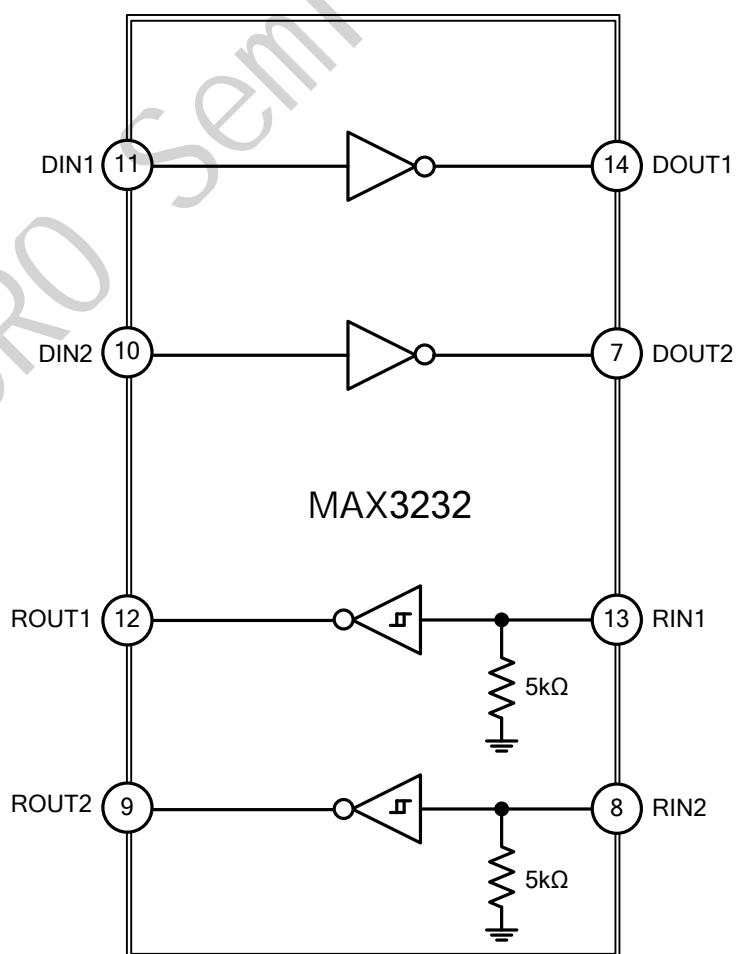 DIN1 11 14 DOUT1
DIN2 10 7 DOUT2
MAX3232
ROUT1 12 13 RIN1
5kΩ
ROUT2 9 8 RIN2
5kΩ